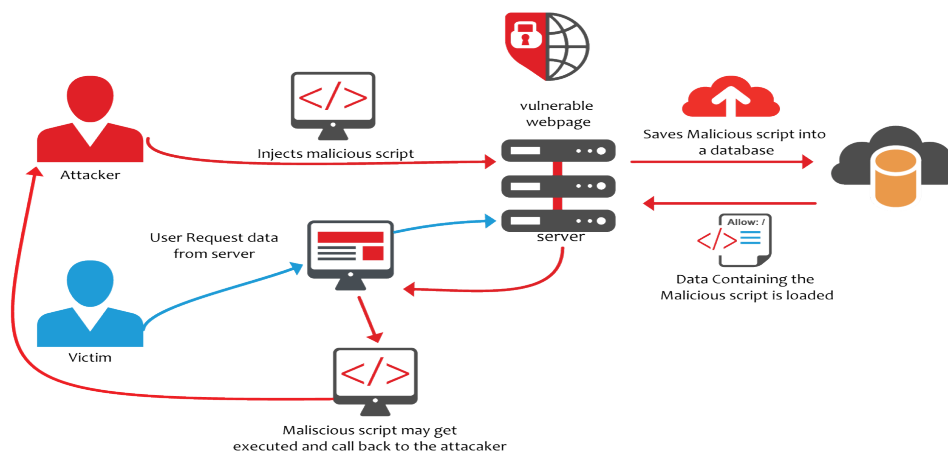 </>
vulnerable
webpage
Saves Malicious script into
a database
Injects malicious script
Attacker
server
Allow: /
</>
Data Containing the
Malicious script is loaded
User Request data
from server
Victim
</>
Maliscious script may get
executed and call back to the attacaker